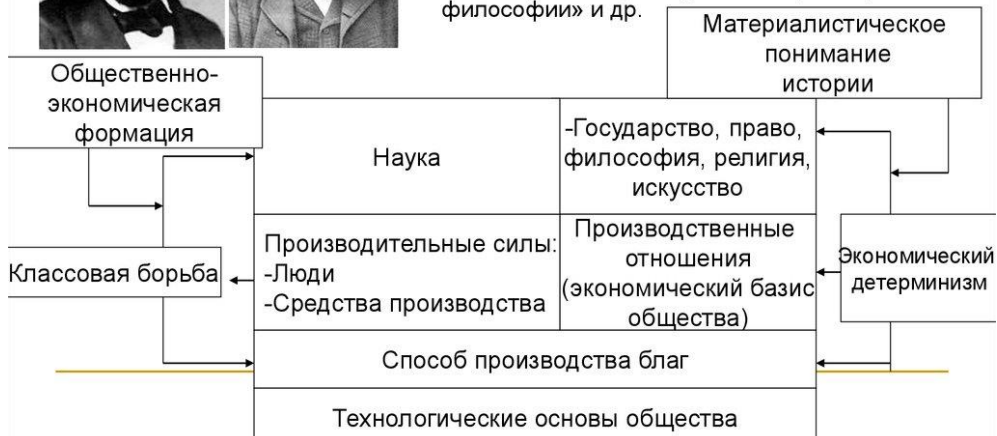 философии» и др.
Материалистическое
понимание
истории
Общественно-
экономическая
формация
Наука
-Государство, право,
философия, религия,
искусство
Производительные силы:
-Люди
-Средства производства
Производственные
отношения
(экономический базис
общества)
Экономический
детерминизм
Классовая борьба
Способ производства благ
Технологические основы общества